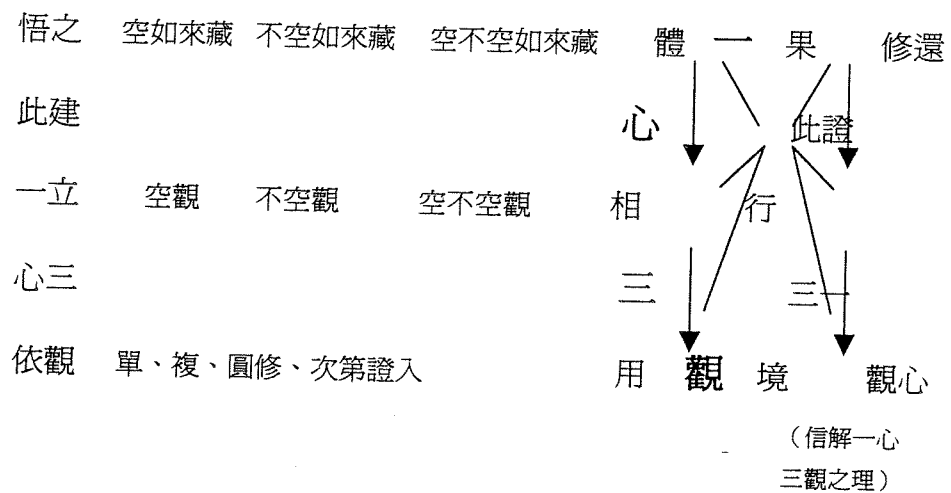 悟之 空如來藏 不空如來藏 空不空如來藏 體 一 果 修還
此建 心 此證
一立 空觀 不空觀 空不空觀 相 行
心三 三 三一
依觀 單、複、圓修、次第證入 用 觀 境 觀心
（信解一心
三觀之理）